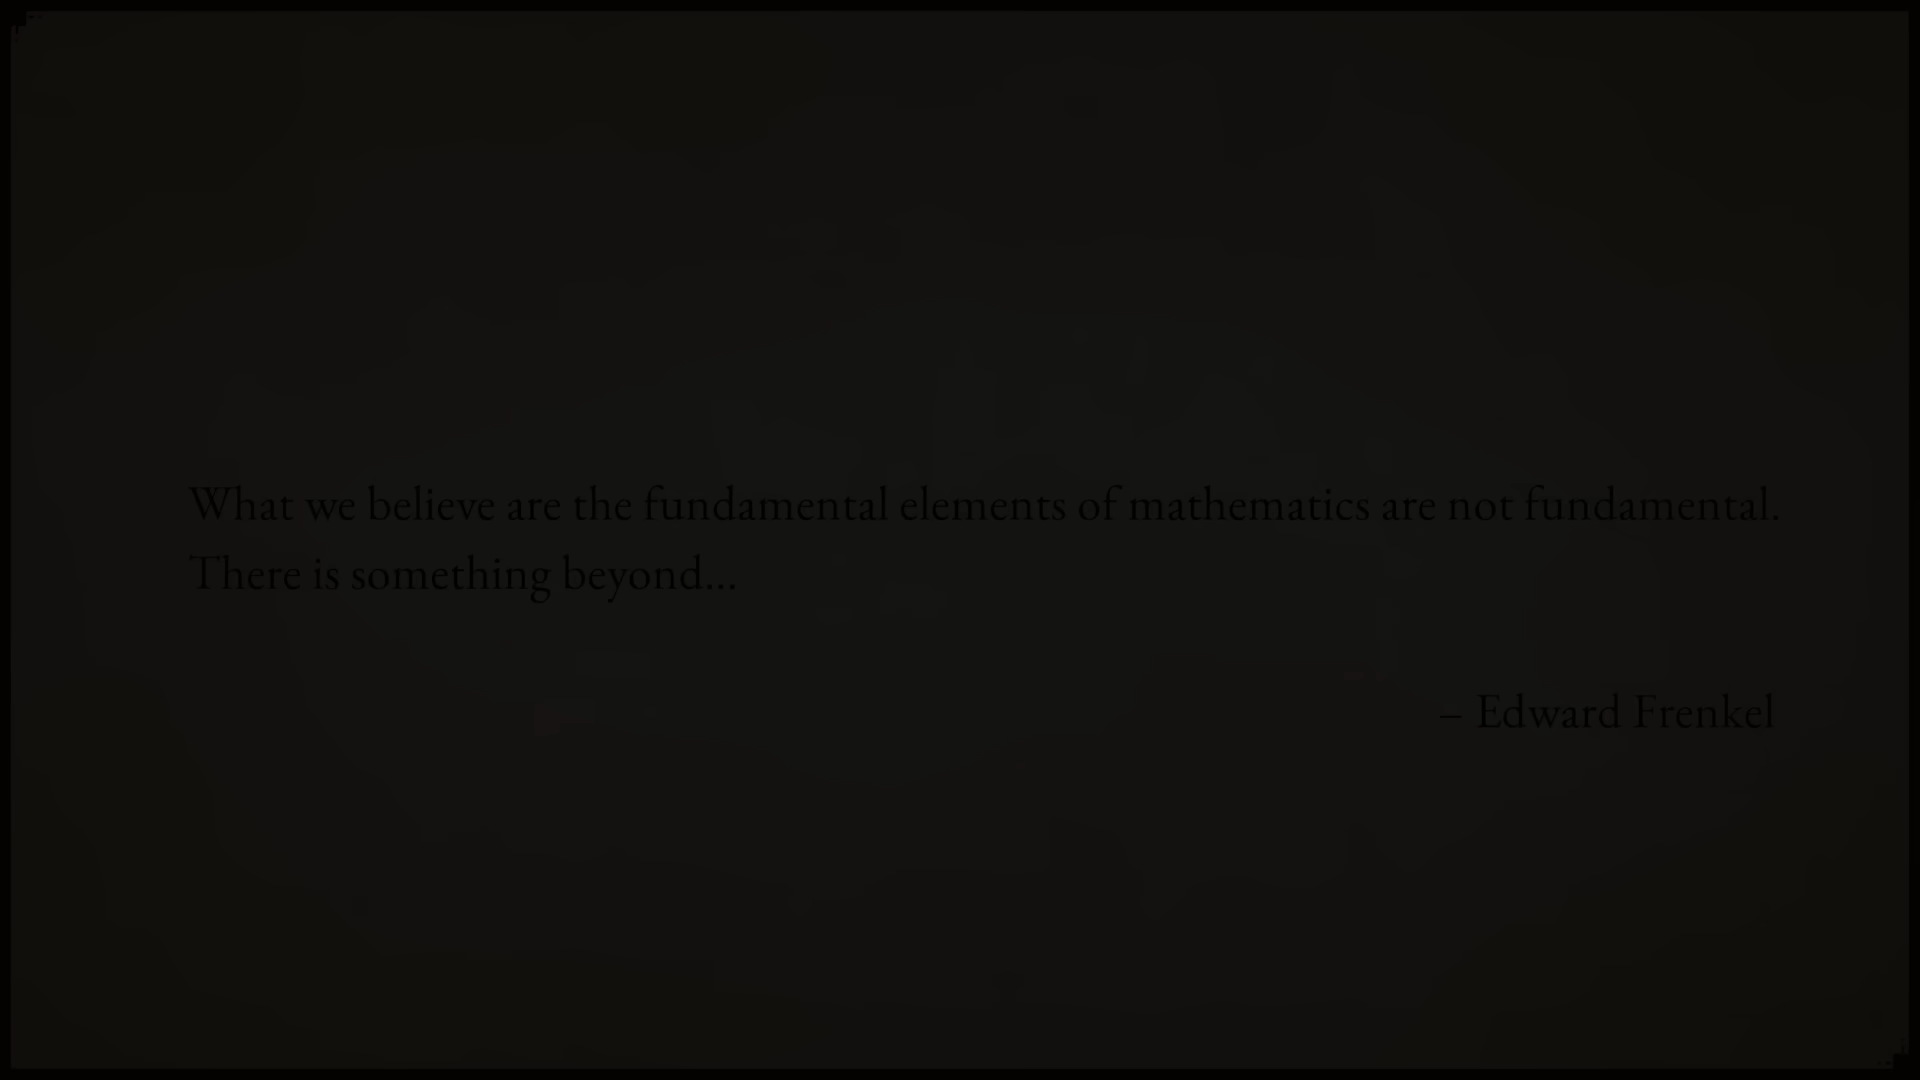 What we believe are the fundamental elements of mathematics are not fundamental.
There is something beyond...
– Edward Frenkel